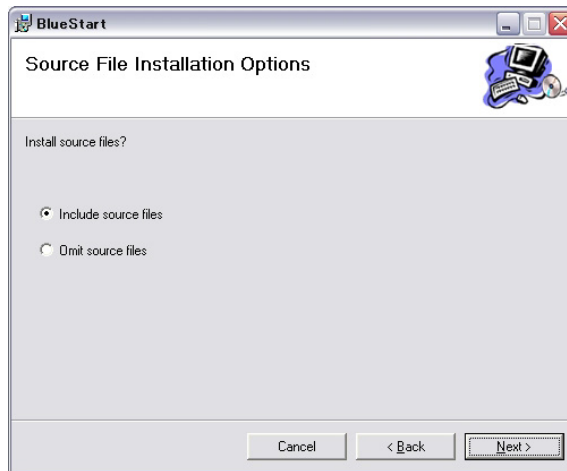 BlueStart
Source File Installation Options
Install source files?
Include source files
Omit source files
Cancel
< Back
Next >